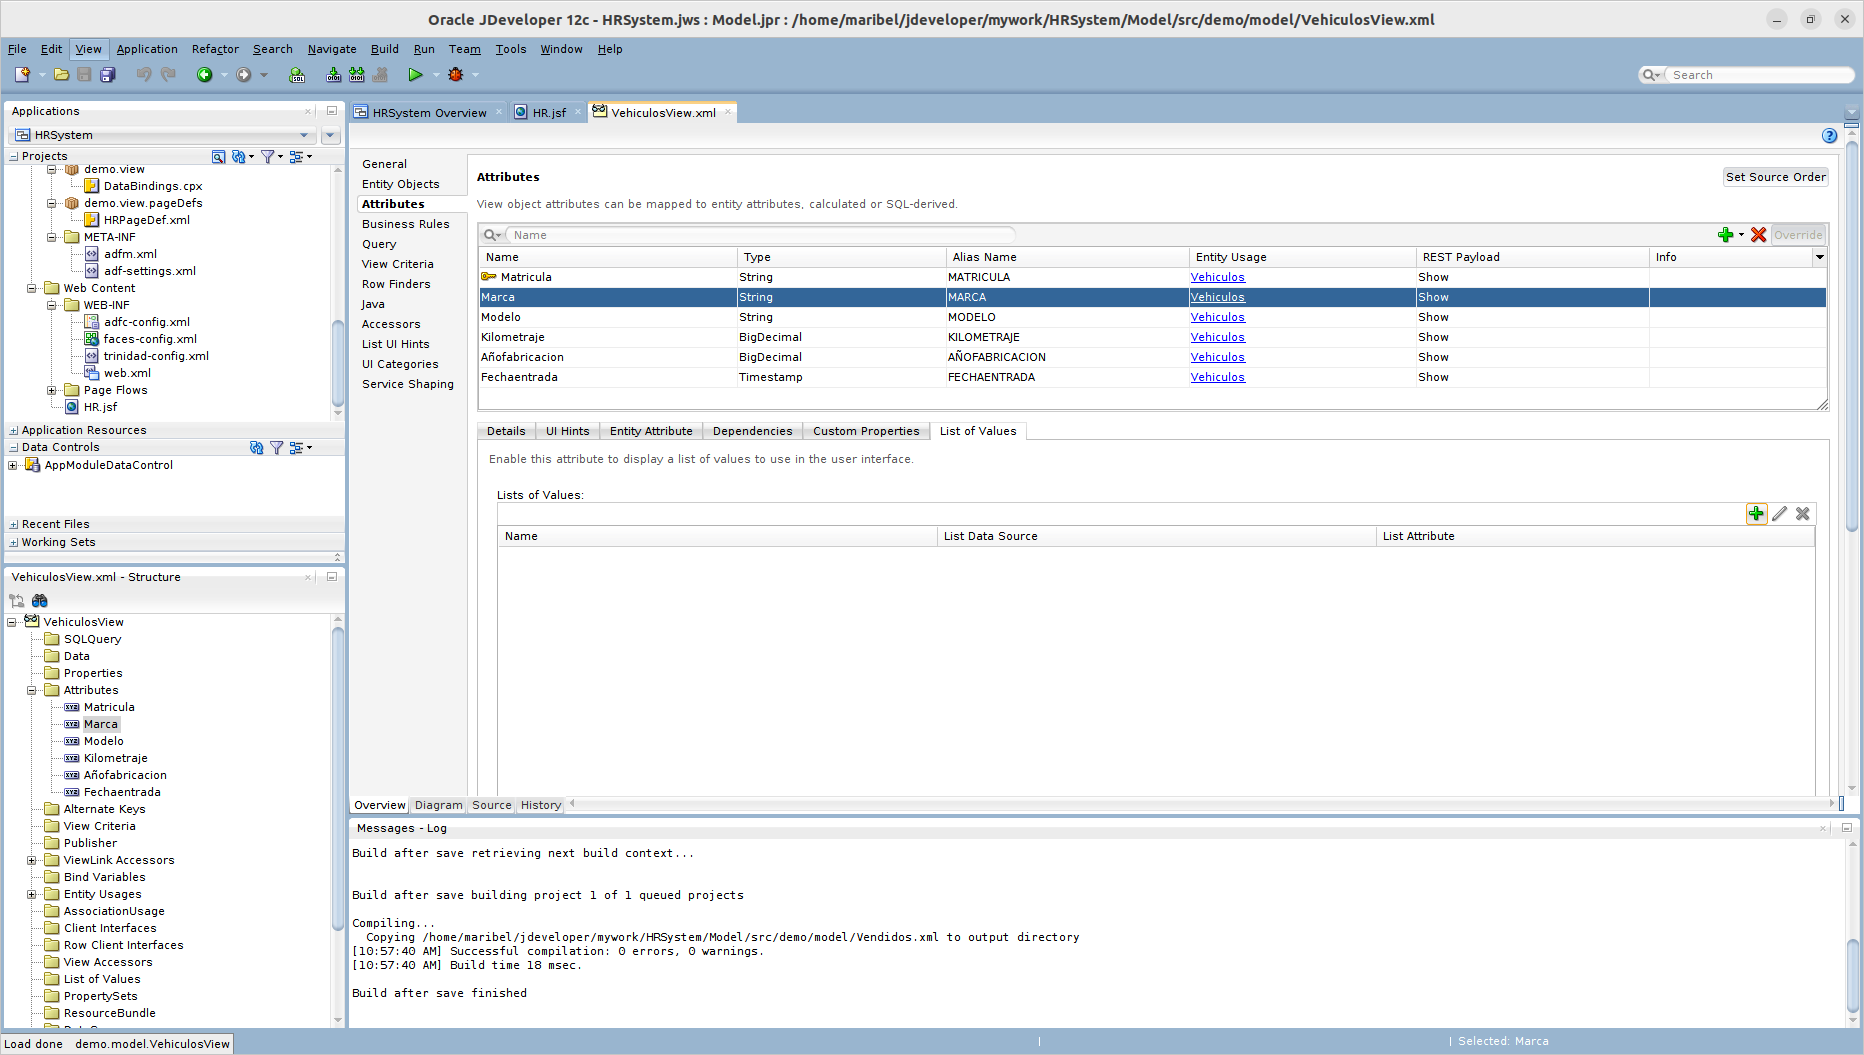 Oracle JDeveloper 12c - HRSystem.jws : Model.jpr : /home/maribel/jdeveloper/mywork/HRSystem/Model/src/demo/model/VehiculosView.xml
File Edit View Application Refactor Search Navigate Build Run Team Tools Window Help
Search
Applications
HRSystem
Projects
demo.view
DataBindings.cpx
demo.view.pageDefs
HRPageDef.xml
META-INF
adfm.xml
adf-settings.xml
Web Content
WEB-INF
adfc-config.xml
faces-config.xml
trinidad-config.xml
web.xml
Page Flows
HR.jsf
Application Resources
Data Controls
AppModuleDataControl
Recent Files
Working Sets
VehiculosView.xml - Structure
VehiculosView
SQLQuery
Data
Properties
Attributes
Matricula
Marca
Modelo
Kilometraje
Añofabricacion
Fechaentrada
Alternate Keys
View Criteria
Publisher
ViewLink Accessors
Bind Variables
Entity Usages
AssociationUsage
Client Interfaces
Row Client Interfaces
View Accessors
List of Values
PropertySets
ResourceBundle
HRSystem Overview HR.jsf VehiculosView.xml
General
Entity Objects
Attributes
Business Rules
Query
View Criteria
Row Finders
Java
Accessors
List UI Hints
UI Categories
Service Shaping
Attributes Set Source Order
View object attributes can be mapped to entity attributes, calculated or SQL-derived.
Name Override
Name Type Alias Name Entity Usage REST Payload Info
Matricula String MATRICULA Vehiculos Show
Marca String MARCA Vehiculos Show
Modelo String MODELO Vehiculos Show
Kilometraje BigDecimal KILOMETRAJE Vehiculos Show
Añofabricacion BigDecimal AÑOFABRICACION Vehiculos Show
Fechaentrada Timestamp FECHAENTRADA Vehiculos Show
Details UI Hints Entity Attribute Dependencies Custom Properties List of Values
Enable this attribute to display a list of values to use in the user interface.
Lists of Values:
Name List Data Source List Attribute
Overview Diagram Source History
Messages - Log
Build after save retrieving next build context...
Build after save building project 1 of 1 queued projects
Compiling...
Copying /home/maribel/jdeveloper/mywork/HRSystem/Model/src/demo/model/Vendidos.xml to output directory
[10:57:40 AM] Successful compilation: 0 errors, 0 warnings.
[10:57:40 AM] Build time 18 msec.
Build after save finished
Load done demo.model.VehiculosView
Selected: Marca